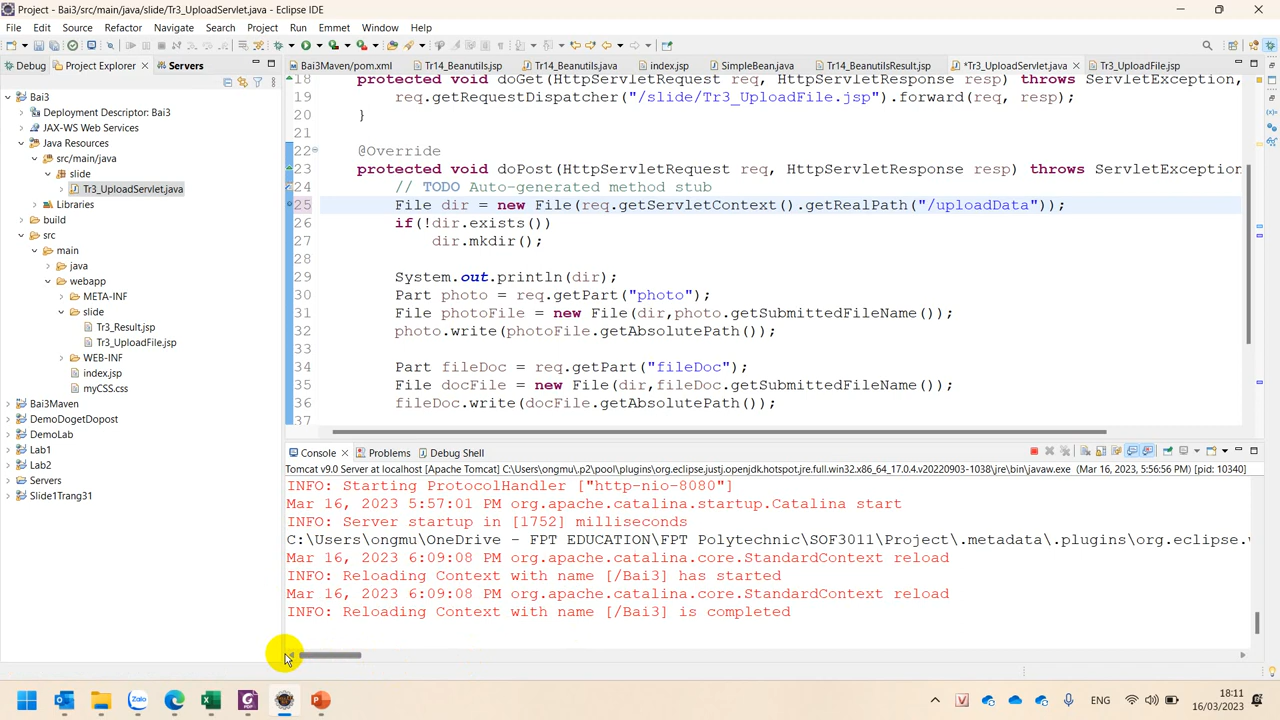 Project - Bai3/src/main/java/slide/Tr3_UploadServlet.java - Eclipse IDE
File Edit Source Refactor Navigate Search Project Run Emmet Window Help
Debug Project Explorer Servers
Bai3Maven/pom.xml Tr14_Beanutils.jsp Tr14_Beanutils.java index.jsp SimpleBean.java Tr14_BeanutilsResult.jsp *Tr3_UploadServlet.java Tr3_UploadFile.jsp
Bai3
Deployment Descriptor: Bai3
JAX-WS Web Services
Java Resources
src/main/java
slide
Tr3_UploadServlet.java
Libraries
build
src
main
java
webapp
META-INF
slide
Tr3_Result.jsp
Tr3_UploadFile.jsp
WEB-INF
index.jsp
myCSS.css
Bai3Maven
DemoDogetDopost
DemoLab
Lab1
Lab2
Servers
Slide1Trang31
18 protected void doGet(HttpServletRequest req, HttpServletResponse resp) throws ServletException,
19 req.getRequestDispatcher("/slide/Tr3_UploadFile.jsp").forward(req, resp);
20 }
21
22 @Override
23 protected void doPost(HttpServletRequest req, HttpServletResponse resp) throws ServletException
24 // TODO Auto-generated method stub
25 File dir = new File(req.getServletContext().getRealPath("/uploadData"));
26 if(!dir.exists())
27 dir.mkdir();
28
29 System.out.println(dir);
30 Part photo = req.getPart("photo");
31 File photoFile = new File(dir,photo.getSubmittedFileName());
32 photo.write(photoFile.getAbsolutePath());
33
34 Part fileDoc = req.getPart("fileDoc");
35 File docFile = new File(dir,fileDoc.getSubmittedFileName());
36 fileDoc.write(docFile.getAbsolutePath());
37
Console Problems Debug Shell
Tomcat v9.0 Server at localhost [Apache Tomcat] C:\Users\ongmu\.p2\pool\plugins\org.eclipse.justj.openjdk.hotspot.jre.full.win32.x86_64_17.0.4.v20220903-1038\jre\bin\javaw.exe (Mar 16, 2023, 5:56:56 PM) [pid: 10340]
INFO: Starting ProtocolHandler ["http-nio-8080"]
Mar 16, 2023 5:57:01 PM org.apache.catalina.startup.Catalina start
INFO: Server startup in [1752] milliseconds
C:\Users\ongmu\OneDrive - FPT EDUCATION\FPT Polytechnic\SOF3011\Project\.metadata\.plugins\org.eclipse.
Mar 16, 2023 6:09:08 PM org.apache.catalina.core.StandardContext reload
INFO: Reloading Context with name [/Bai3] has started
Mar 16, 2023 6:09:08 PM org.apache.catalina.core.StandardContext reload
INFO: Reloading Context with name [/Bai3] is completed
Zalo ENG 18:11
16/03/2023